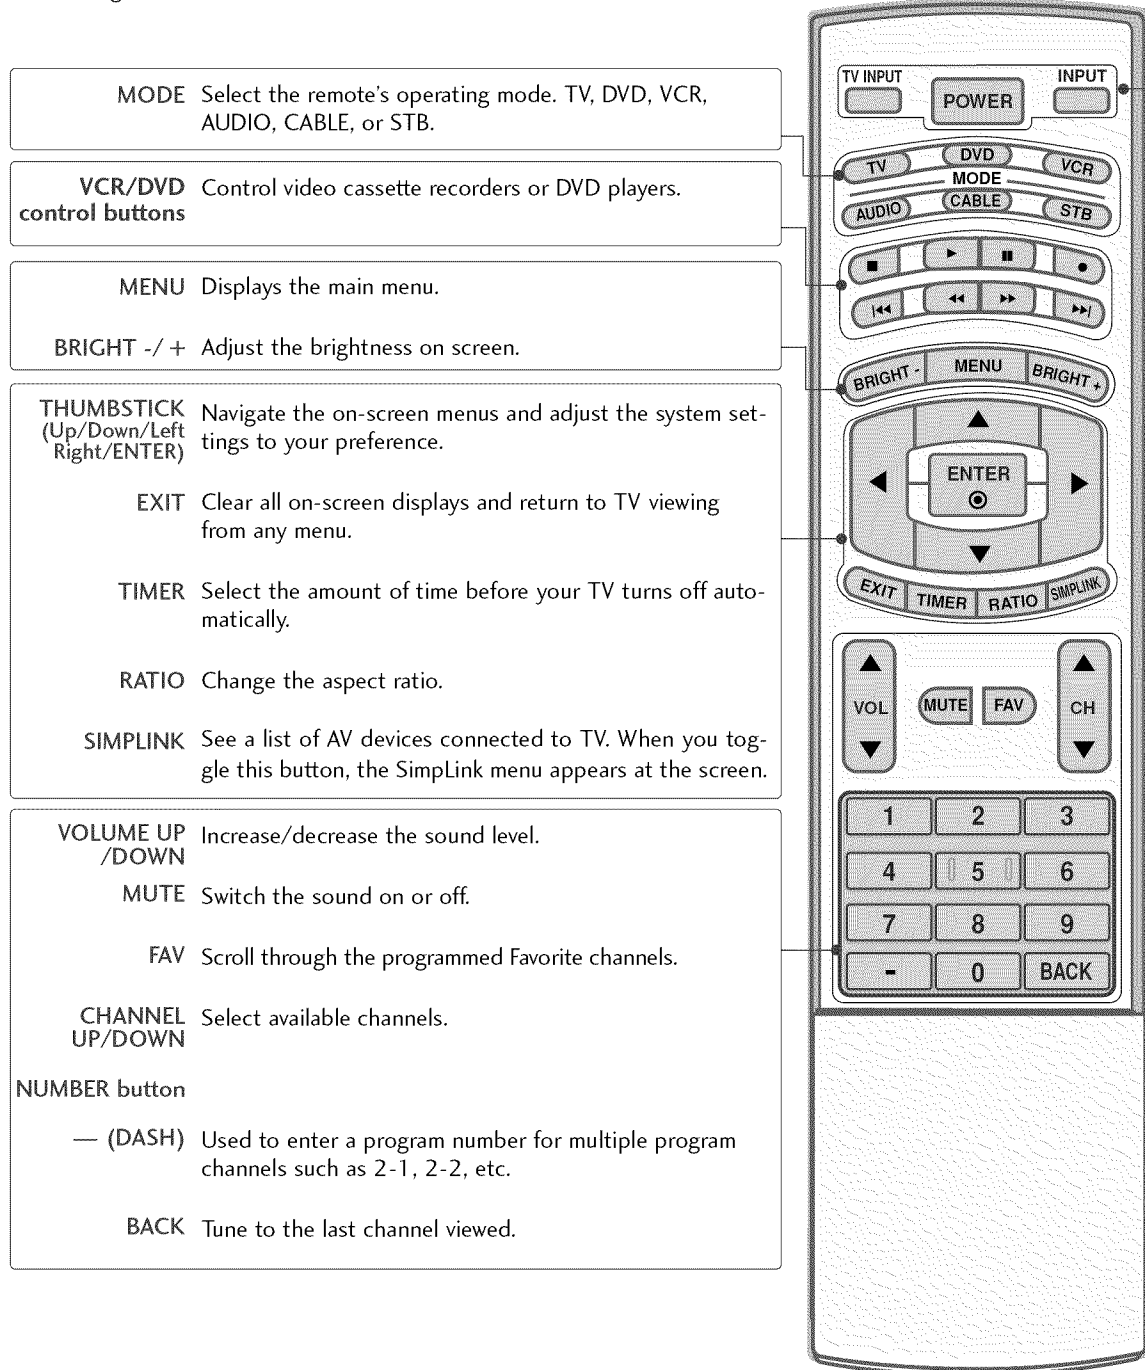 MODE Select the remote's operating mode. TV, DVD, VCR,
AUDIO, CABLE, or STB.
VCR/DVD Control video cassette recorders or DVD players.
control buttons
MENU Displays the main menu.
BRIGHT -/ + Adjust the brightness on screen.
THUMBSTICK Navigate the on-screen menus and adjust the system set-
(Up/Down/Left tings to your preference.
Right/ENTER)
EXIT Clear all on-screen displays and return to TV viewing
from any menu.
TIMER Select the amount of time before your TV turns off auto-
matically.
RATIO Change the aspect ratio.
SIMPLINK See a list of AV devices connected to TV. When you tog-
gle this button, the SimpLink menu appears at the screen.
VOLUME UP Increase/decrease the sound level.
/DOWN
MUTE Switch the sound on or off.
FAV Scroll through the programmed Favorite channels.
CHANNEL Select available channels.
UP/DOWN
NUMBER button
— (DASH) Used to enter a program number for multiple program
channels such as 2-1, 2-2, etc.
BACK Tune to the last channel viewed.
TV INPUT POWER INPUT
TV DVD VCR
MODE
AUDIO CABLE STB
BRIGHT - MENU BRIGHT +
ENTER
EXIT TIMER RATIO SIMPLINK
VOL MUTE FAV CH
1 2 3
4 5 6
7 8 9
- 0 BACK